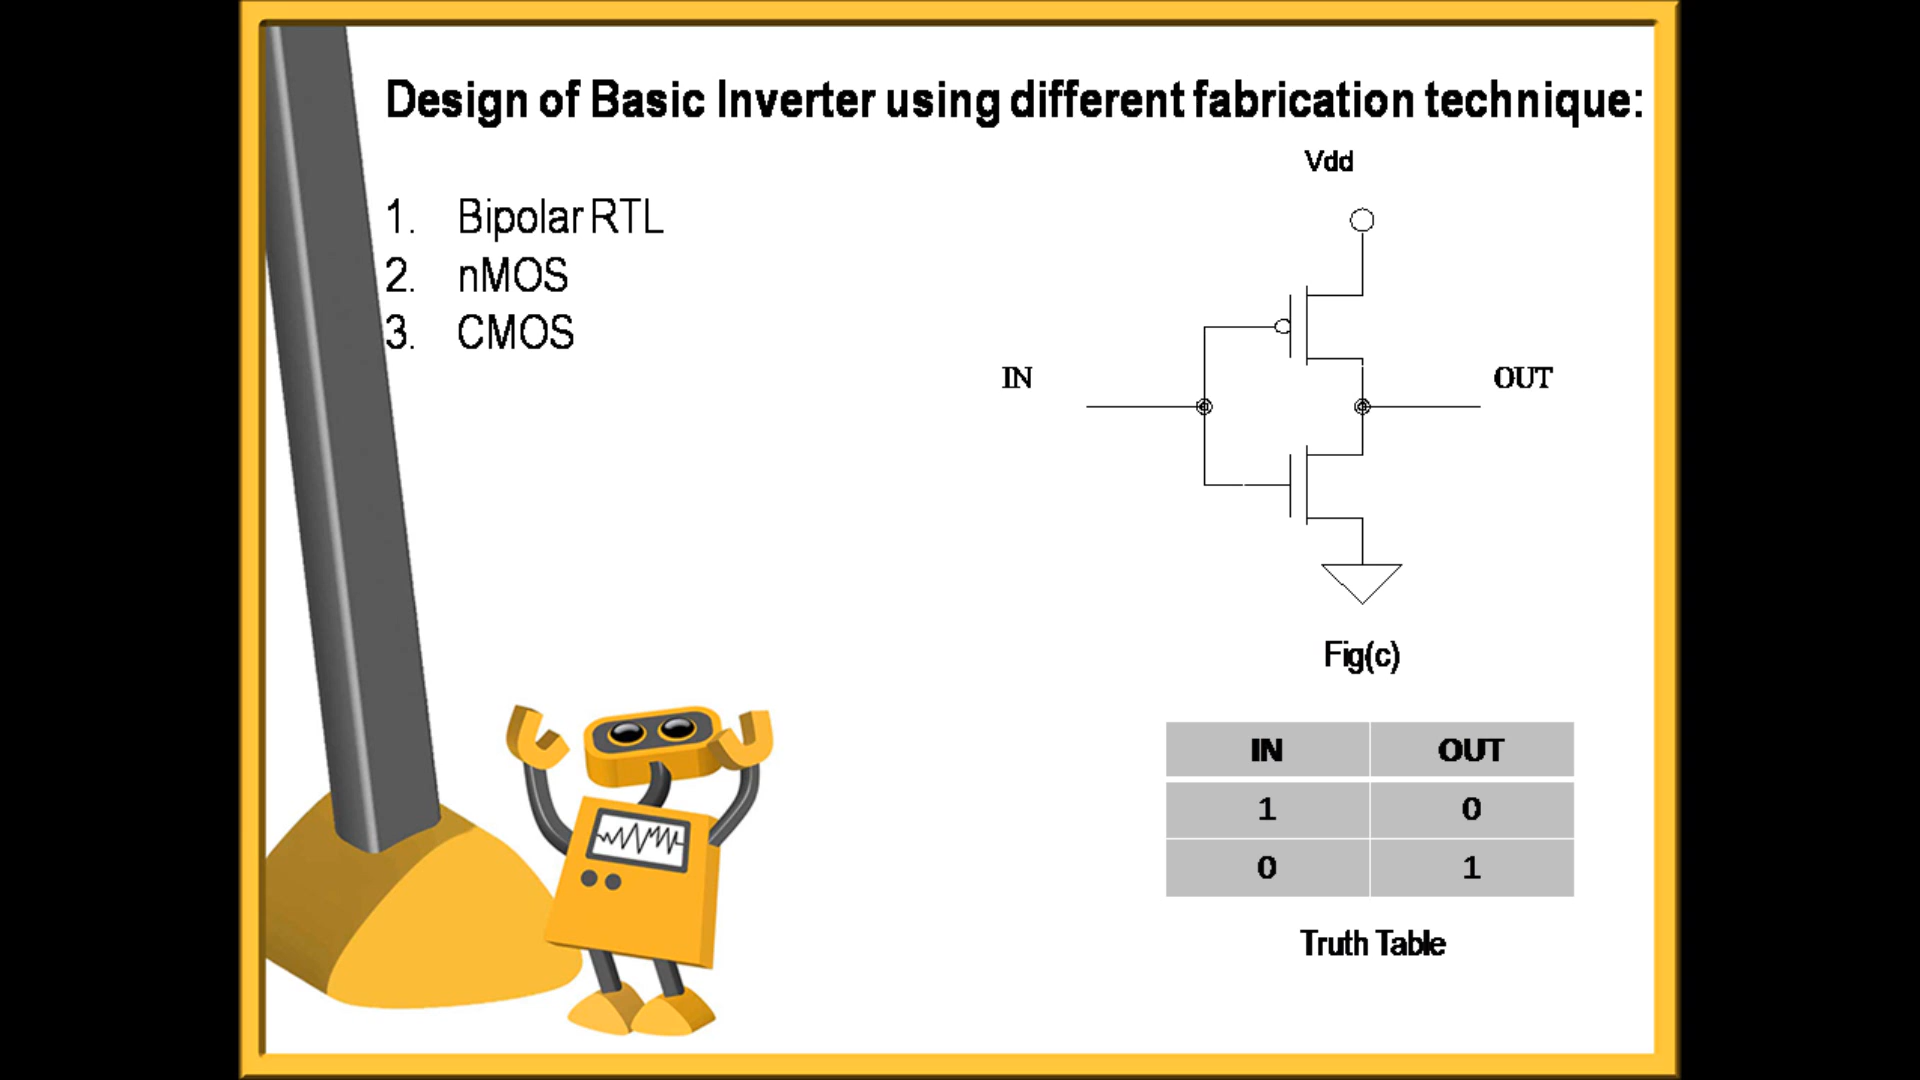 Design of Basic Inverter using different fabrication technique:
1. Bipolar RTL
2. nMOS
3. CMOS
Vdd
IN
OUT
Fig(c)
IN OUT
1 0
0 1
Truth Table